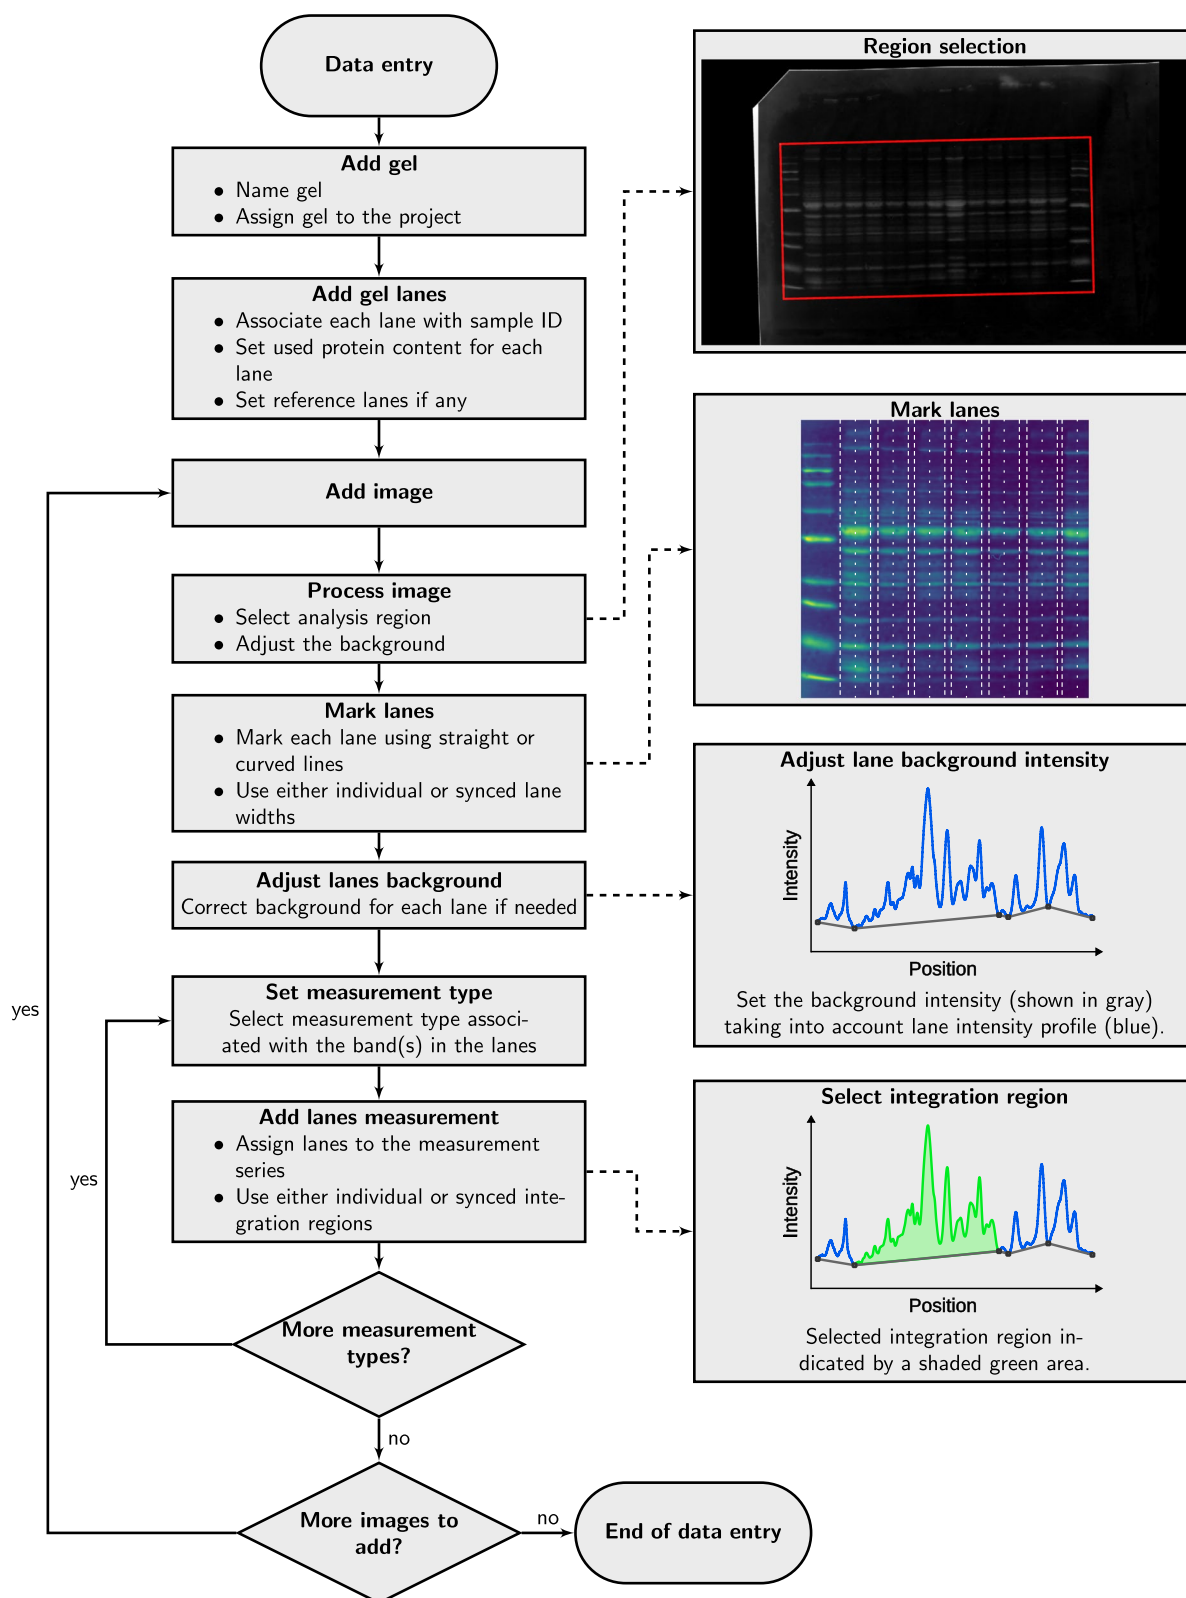 Data entry
Add gel
• Name gel
• Assign gel to the project
Add gel lanes
• Associate each lane with sample ID
• Set used protein content for each
lane
• Set reference lanes if any
Add image
Process image
• Select analysis region
• Adjust the background
Mark lanes
• Mark each lane using straight or
curved lines
• Use either individual or synced lane
widths
Adjust lanes background
Correct background for each lane if needed
Set measurement type
Select measurement type associ-
ated with the band(s) in the lanes
Add lanes measurement
• Assign lanes to the measurement
series
• Use either individual or synced inte-
gration regions
More measurement
types?
yes
no
More images to
add?
yes
no
End of data entry
Region selection
Mark lanes
Adjust lane background intensity
Intensity
Position
Set the background intensity (shown in gray)
taking into account lane intensity profile (blue).
Select integration region
Intensity
Position
Selected integration region in-
dicated by a shaded green area.